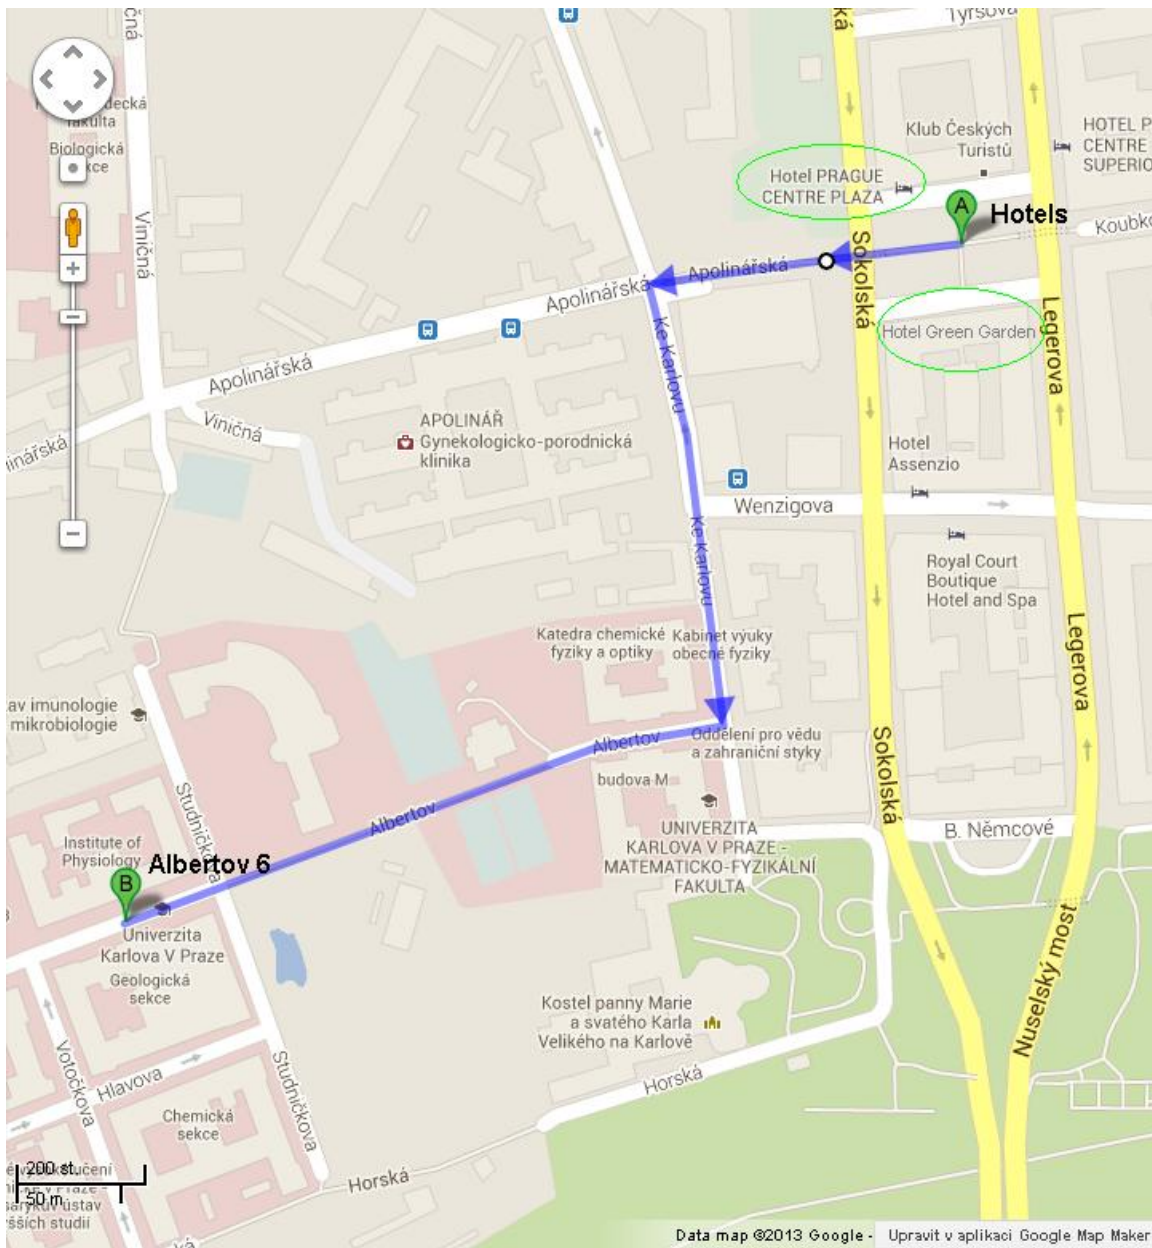 Tyršova
Klub Českých
Turistů
HOTEL P
CENTRE
SUPERIO
Biologická
Hotel PRAGUE
CENTRE PLAZA
A
Hotels
Koubko
Viničná
Sokolská
Apolinářská
Apolinářská
Legerova
Hotel Green Garden
Ke Karlovu
Apolinářská
Viničná
APOLINÁŘ
Gynekologicko-porodnická
klinika
Hotel
Assenzio
Wenzigova
Ke Karlovu
Royal Court
Boutique
Hotel and Spa
Katedra chemické
fyziky a optiky
Kabinet výuky
obecné fyziky
Legerova
av imunologie
mikrobiologie
Albertov
Oddělení pro vědu
a zahraniční styky
Sokolská
budova M
Studničkova
Albertov
B. Němcové
UNIVERZITA
KARLOVA V PRAZE -
MATEMATICKO-FYZIKÁLNÍ
FAKULTA
Institute of
Physiology
B
Albertov 6
Univerzita
Karlova V Praze
Geologická
sekce
Nuselský most
Kostel panny Marie
a svatého Karla
Velikého na Karlově
Votočkova
Hlavova
Studničkova
Horská
Chemická
sekce
Horská
200 st.
50 m
šších studií
Data map ©2013 Google - Upravit v aplikaci Google Map Maker